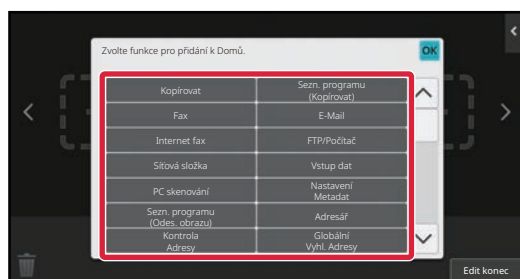 Zvolte funkce pro přidání k Domů.
OK
Kopírovat
Sezn. programu
(Kopírovat)
Fax
E-Mail
Internet fax
FTP/Počítač
Síťová složka
Vstup dat
PC skenování
Nastavení
Metadat
Sezn. programu
(Odes. obrazu)
Adresář
Kontrola
Adresy
Globální
Vyhl. Adresy
Edit konec